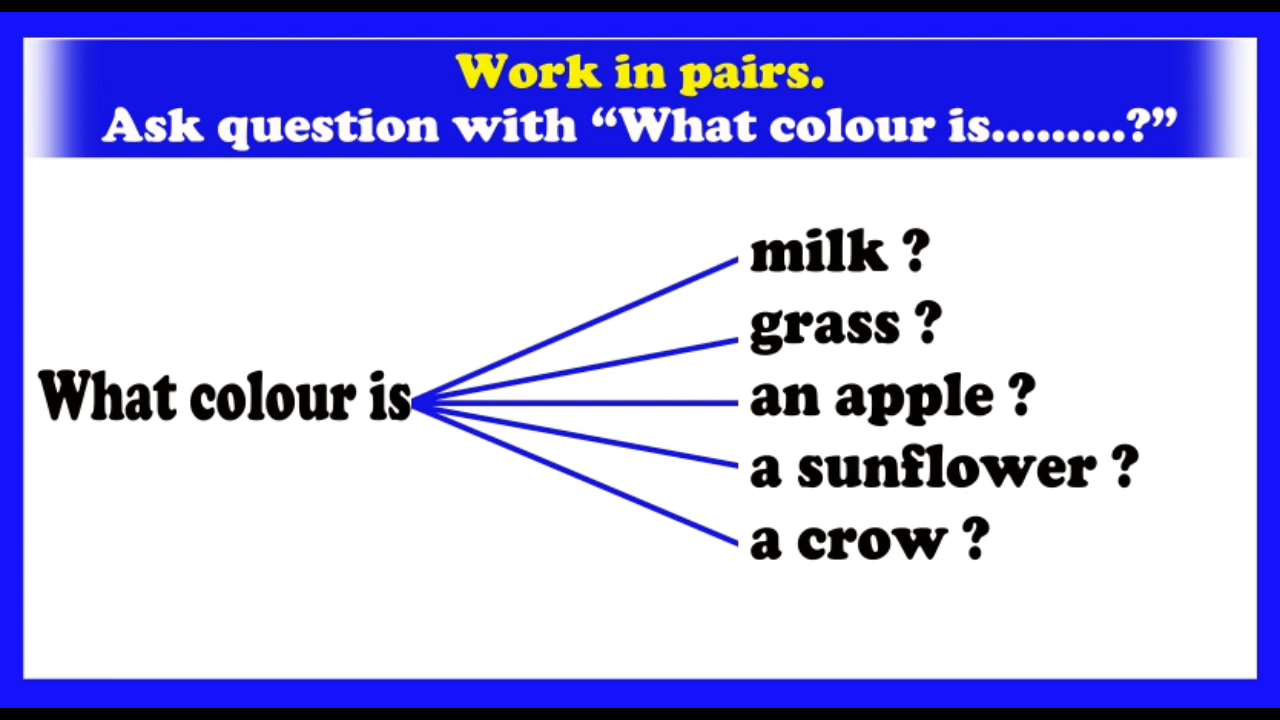 Work in pairs.
Ask question with “What colour is.........?”
What colour is
milk ?
grass ?
an apple ?
a sunflower ?
a crow ?